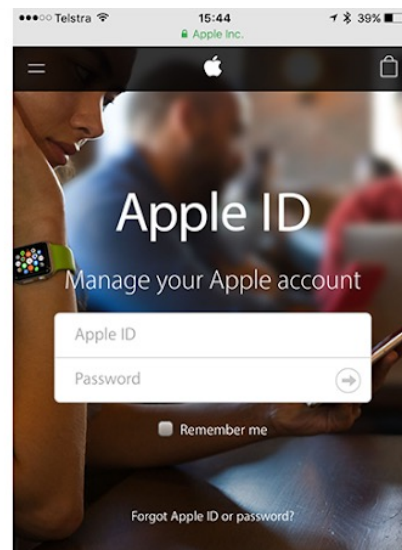 Telstra 15:44 39%
Apple Inc.
Apple ID
Manage your Apple account
Apple ID
Password
Remember me
Forgot Apple ID or password?